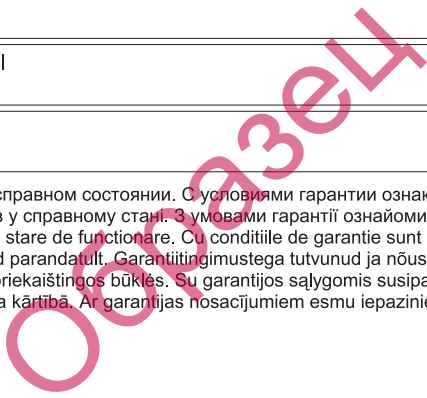 справном состоянии. С условиями гарантии ознак
в у справному стані. З умовами гарантії ознайоми
stare de functionare. Cu conditiile de garantie sunt
d parandatult. Garantiitingimustega tutvunud ja nõus
priekaištingos būklės. Su garantijos sąlygomis susipa
a kārtībā. Ar garantijas nosacījumiem esmu iepazinie
Образец